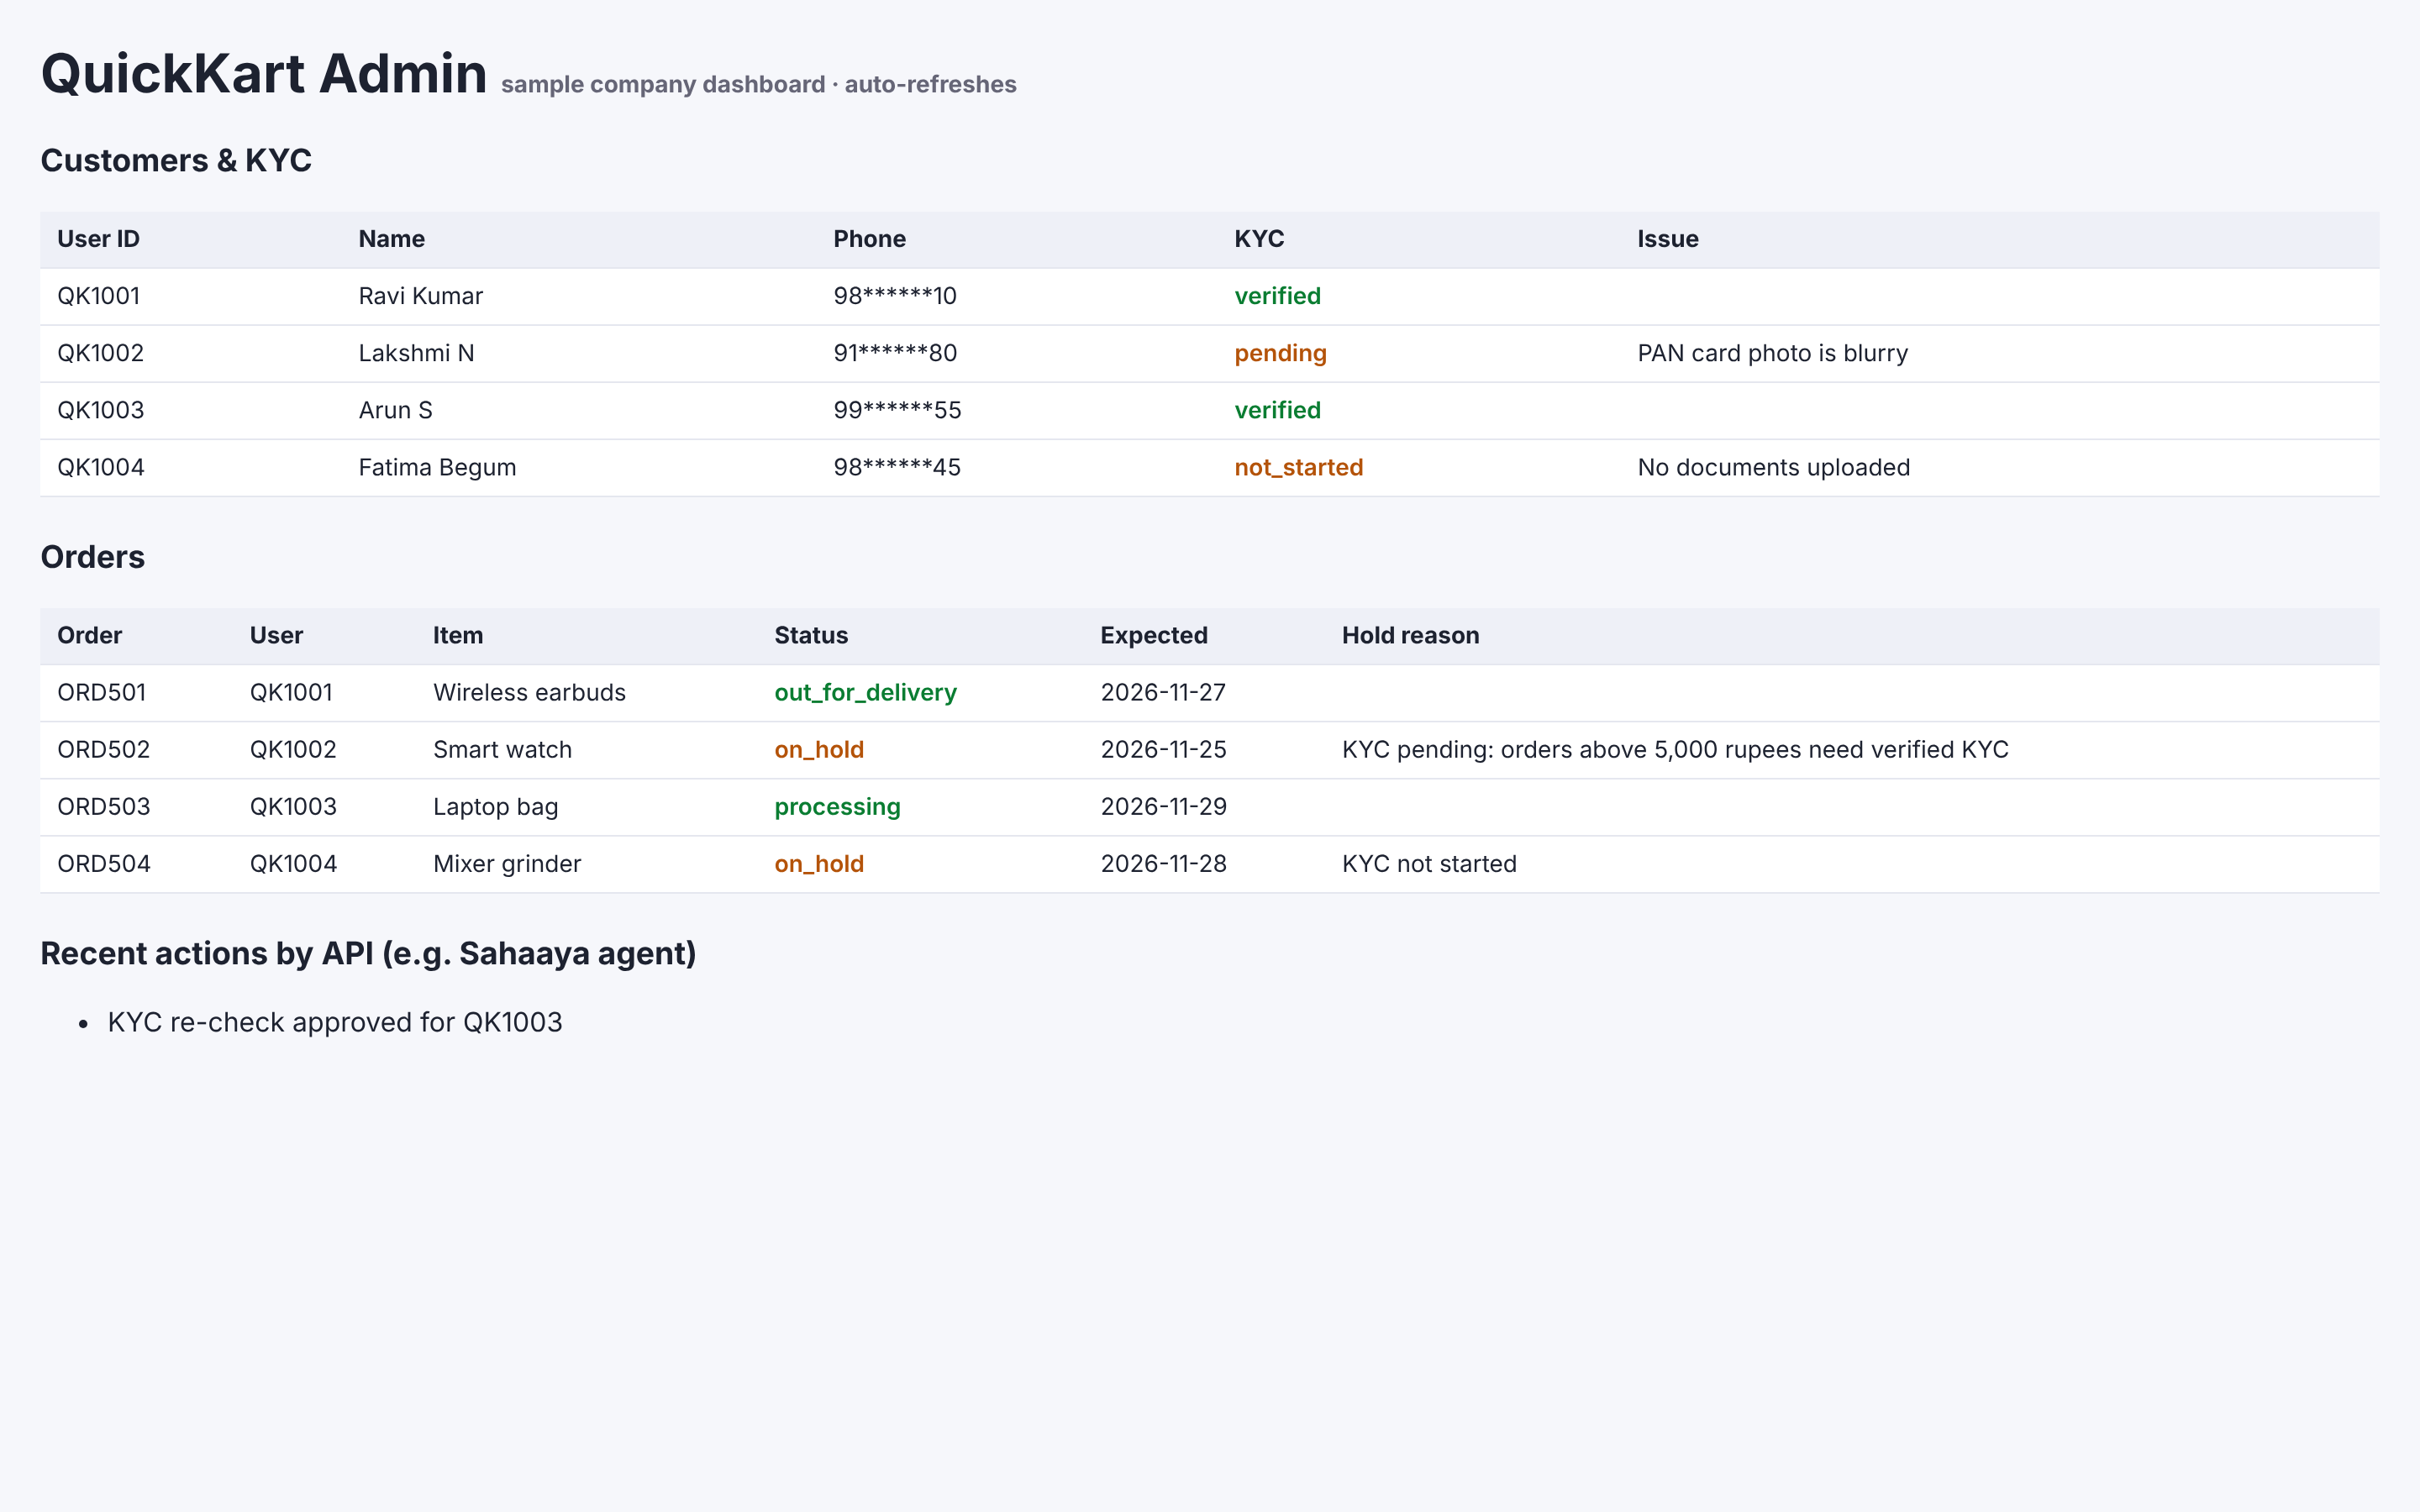 QuickKart Admin sample company dashboard · auto-refreshes
Customers & KYC
User ID Name Phone KYC Issue
QK1001 Ravi Kumar 98******10 verified
QK1002 Lakshmi N 91******80 pending PAN card photo is blurry
QK1003 Arun S 99******55 verified
QK1004 Fatima Begum 98******45 not_started No documents uploaded
Orders
Order User Item Status Expected Hold reason
ORD501 QK1001 Wireless earbuds out_for_delivery 2026-11-27
ORD502 QK1002 Smart watch on_hold 2026-11-25 KYC pending: orders above 5,000 rupees need verified KYC
ORD503 QK1003 Laptop bag processing 2026-11-29
ORD504 QK1004 Mixer grinder on_hold 2026-11-28 KYC not started
Recent actions by API (e.g. Sahaaya agent)
• KYC re-check approved for QK1003